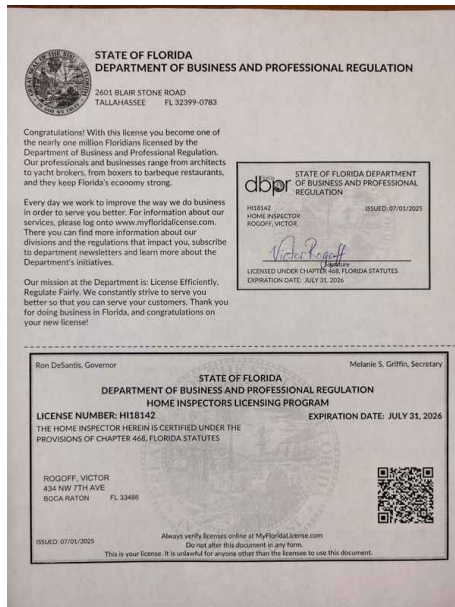 STATE OF FLORIDA
DEPARTMENT OF BUSINESS AND PROFESSIONAL REGULATION
2601 BLAIR STONE ROAD
TALLAHASSEE FL 32399-0783
Congratulations! With this license you become one of
the nearly one million Floridians licensed by the
Department of Business and Professional Regulation.
Our professionals and businesses range from architects
to yacht brokers, from boxers to barbeque restaurants,
and they keep Florida's economy strong.
Every day we work to improve the way we do business
in order to serve you better. For information about our
services, please log onto www.myfloridalicense.com.
There you can find more information about our
divisions and the regulations that impact you, subscribe
to department newsletters and learn more about the
Department's initiatives.
Our mission at the Department is: License Efficiently,
Regulate Fairly. We constantly strive to serve you
better so that you can serve your customers. Thank you
for doing business in Florida, and congratulations on
your new license!
dbpr
STATE OF FLORIDA DEPARTMENT
OF BUSINESS AND PROFESSIONAL
REGULATION
HI18142 ISSUED: 07/01/2025
HOME INSPECTOR
ROGOFF, VICTOR
Victor Rogoff
Signature
LICENSED UNDER CHAPTER 468, FLORIDA STATUTES
EXPIRATION DATE: JULY 31, 2026
Ron DeSantis, Governor Melanie S. Griffin, Secretary
STATE OF FLORIDA
DEPARTMENT OF BUSINESS AND PROFESSIONAL REGULATION
HOME INSPECTORS LICENSING PROGRAM
LICENSE NUMBER: HI18142 EXPIRATION DATE: JULY 31, 2026
THE HOME INSPECTOR HEREIN IS CERTIFIED UNDER THE
PROVISIONS OF CHAPTER 468, FLORIDA STATUTES
ROGOFF, VICTOR
434 NW 7TH AVE
BOCA RATON FL 33486
ISSUED: 07/01/2025
Always verify licenses online at MyFloridaLicense.com
Do not alter this document in any form.
This is your license. It is unlawful for anyone other than the licensee to use this document.